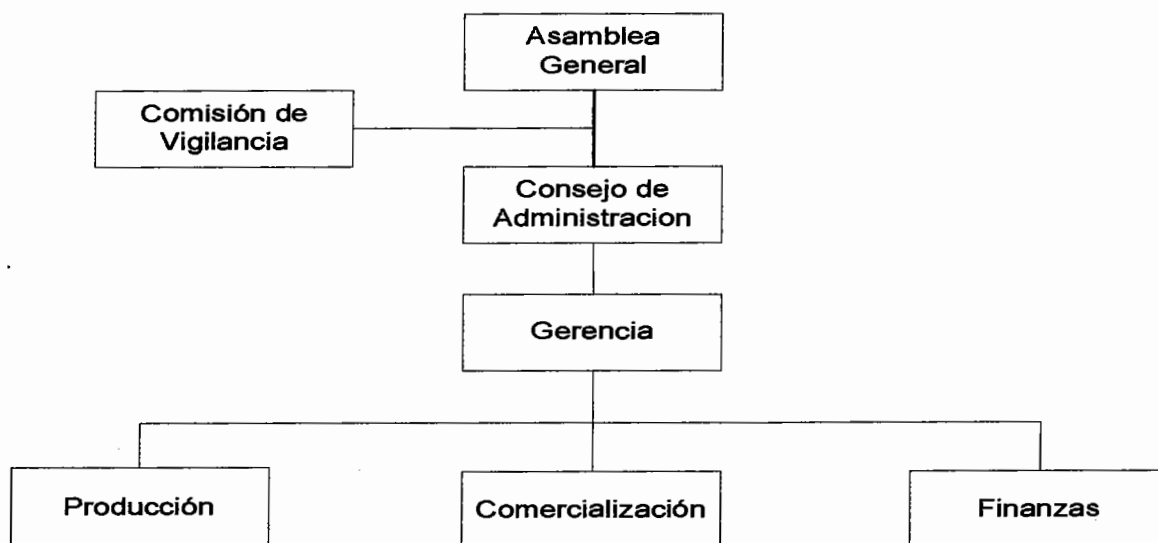 Asamblea
General
Comisión de
Vigilancia
Consejo de
Administracion
Gerencia
Producción
Comercialización
Finanzas